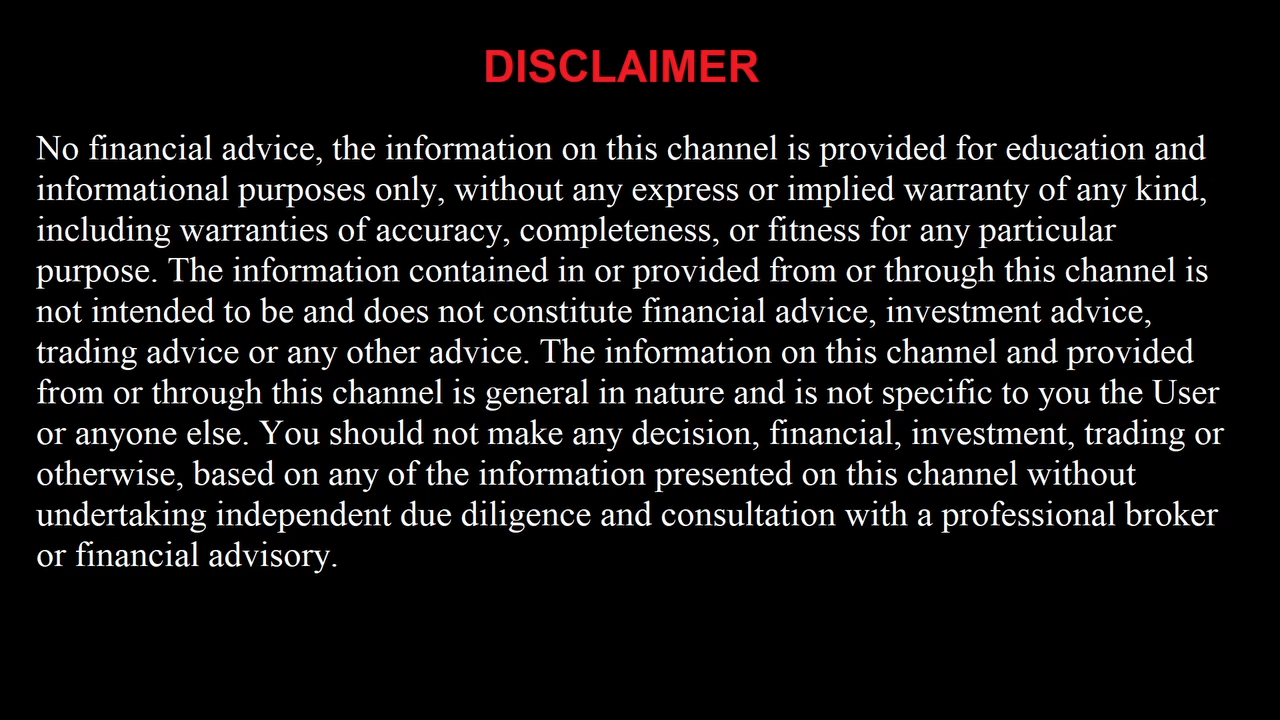 DISCLAIMER
No financial advice, the information on this channel is provided for education and
informational purposes only, without any express or implied warranty of any kind,
including warranties of accuracy, completeness, or fitness for any particular
purpose. The information contained in or provided from or through this channel is
not intended to be and does not constitute financial advice, investment advice,
trading advice or any other advice. The information on this channel and provided
from or through this channel is general in nature and is not specific to you the User
or anyone else. You should not make any decision, financial, investment, trading or
otherwise, based on any of the information presented on this channel without
undertaking independent due diligence and consultation with a professional broker
or financial advisory.